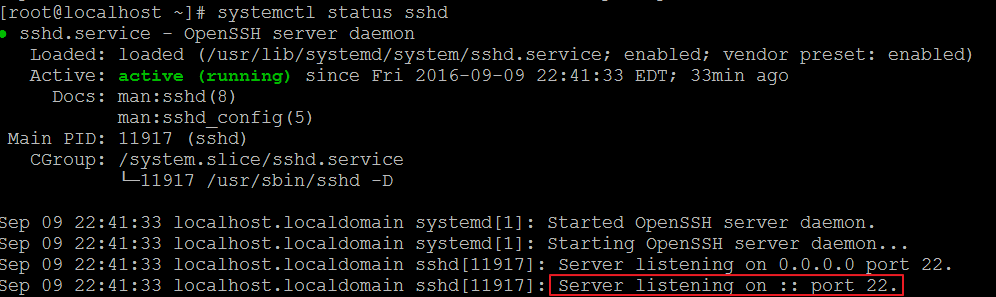 [root@localhost ~]# systemctl status sshd
● sshd.service - OpenSSH server daemon
   Loaded: loaded (/usr/lib/systemd/system/sshd.service; enabled; vendor preset: enabled)
   Active: active (running) since Fri 2016-09-09 22:41:33 EDT; 33min ago
     Docs: man:sshd(8)
           man:sshd_config(5)
 Main PID: 11917 (sshd)
   CGroup: /system.slice/sshd.service
           └─11917 /usr/sbin/sshd -D

Sep 09 22:41:33 localhost.localdomain systemd[1]: Started OpenSSH server daemon.
Sep 09 22:41:33 localhost.localdomain systemd[1]: Starting OpenSSH server daemon...
Sep 09 22:41:33 localhost.localdomain sshd[11917]: Server listening on 0.0.0.0 port 22.
Sep 09 22:41:33 localhost.localdomain sshd[11917]: Server listening on :: port 22.